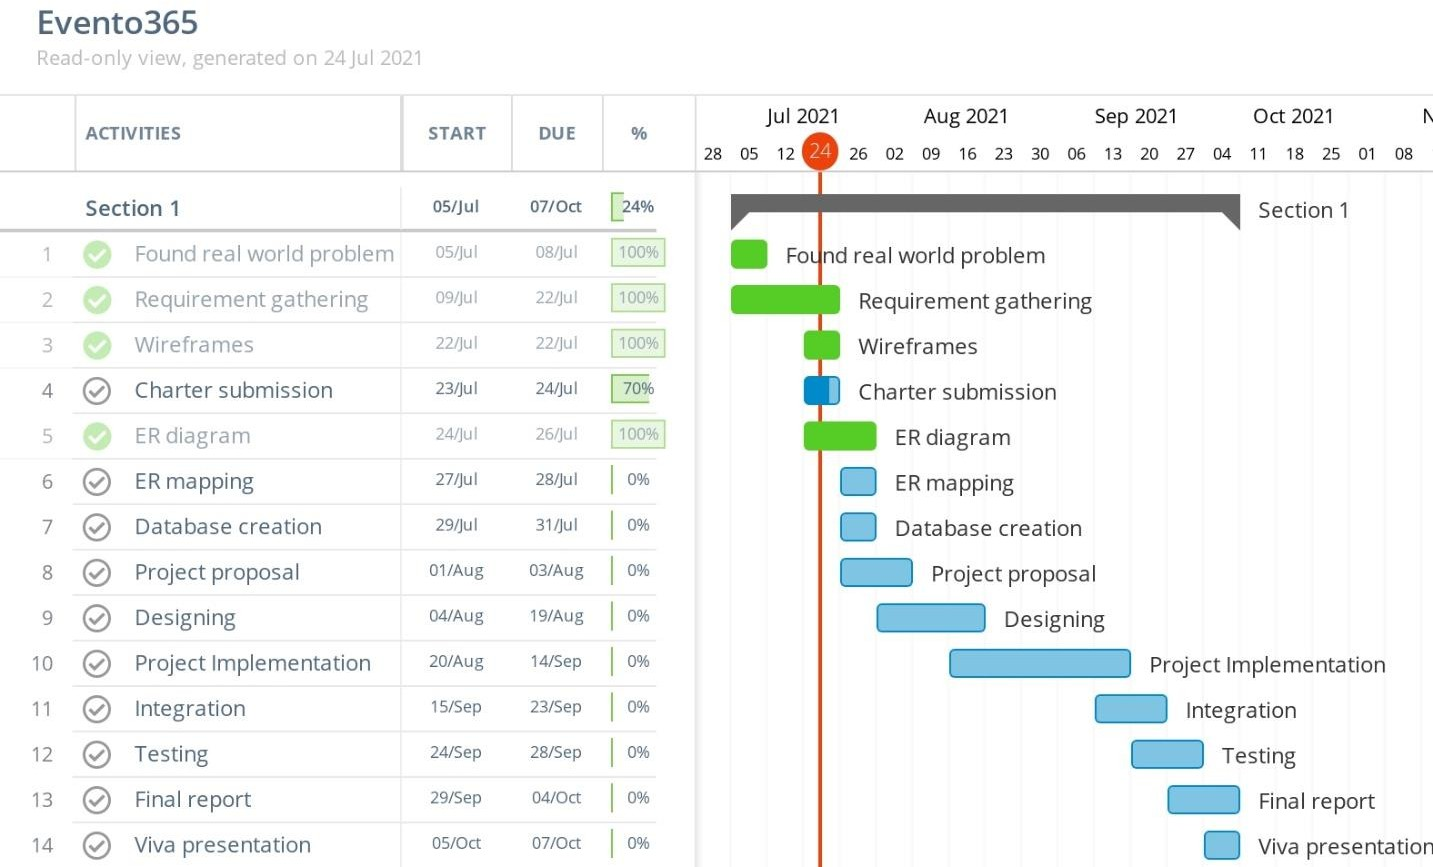 Evento365
Read-only view, generated on 24 Jul 2021
ACTIVITIES START DUE % Jul 2021 Aug 2021 Sep 2021 Oct 2021 N
28 05 12 24 26 02 09 16 23 30 06 13 20 27 04 11 18 25 01 08
Section 1 05/Jul 07/Oct 24% Section 1
1 Found real world problem 05/Jul 08/Jul 100% Found real world problem
2 Requirement gathering 09/Jul 22/Jul 100% Requirement gathering
3 Wireframes 22/Jul 22/Jul 100% Wireframes
4 Charter submission 23/Jul 24/Jul 70% Charter submission
5 ER diagram 24/Jul 26/Jul 100% ER diagram
6 ER mapping 27/Jul 28/Jul 0% ER mapping
7 Database creation 29/Jul 31/Jul 0% Database creation
8 Project proposal 01/Aug 03/Aug 0% Project proposal
9 Designing 04/Aug 19/Aug 0% Designing
10 Project Implementation 20/Aug 14/Sep 0% Project Implementation
11 Integration 15/Sep 23/Sep 0% Integration
12 Testing 24/Sep 28/Sep 0% Testing
13 Final report 29/Sep 04/Oct 0% Final report
14 Viva presentation 05/Oct 07/Oct 0% Viva presentation